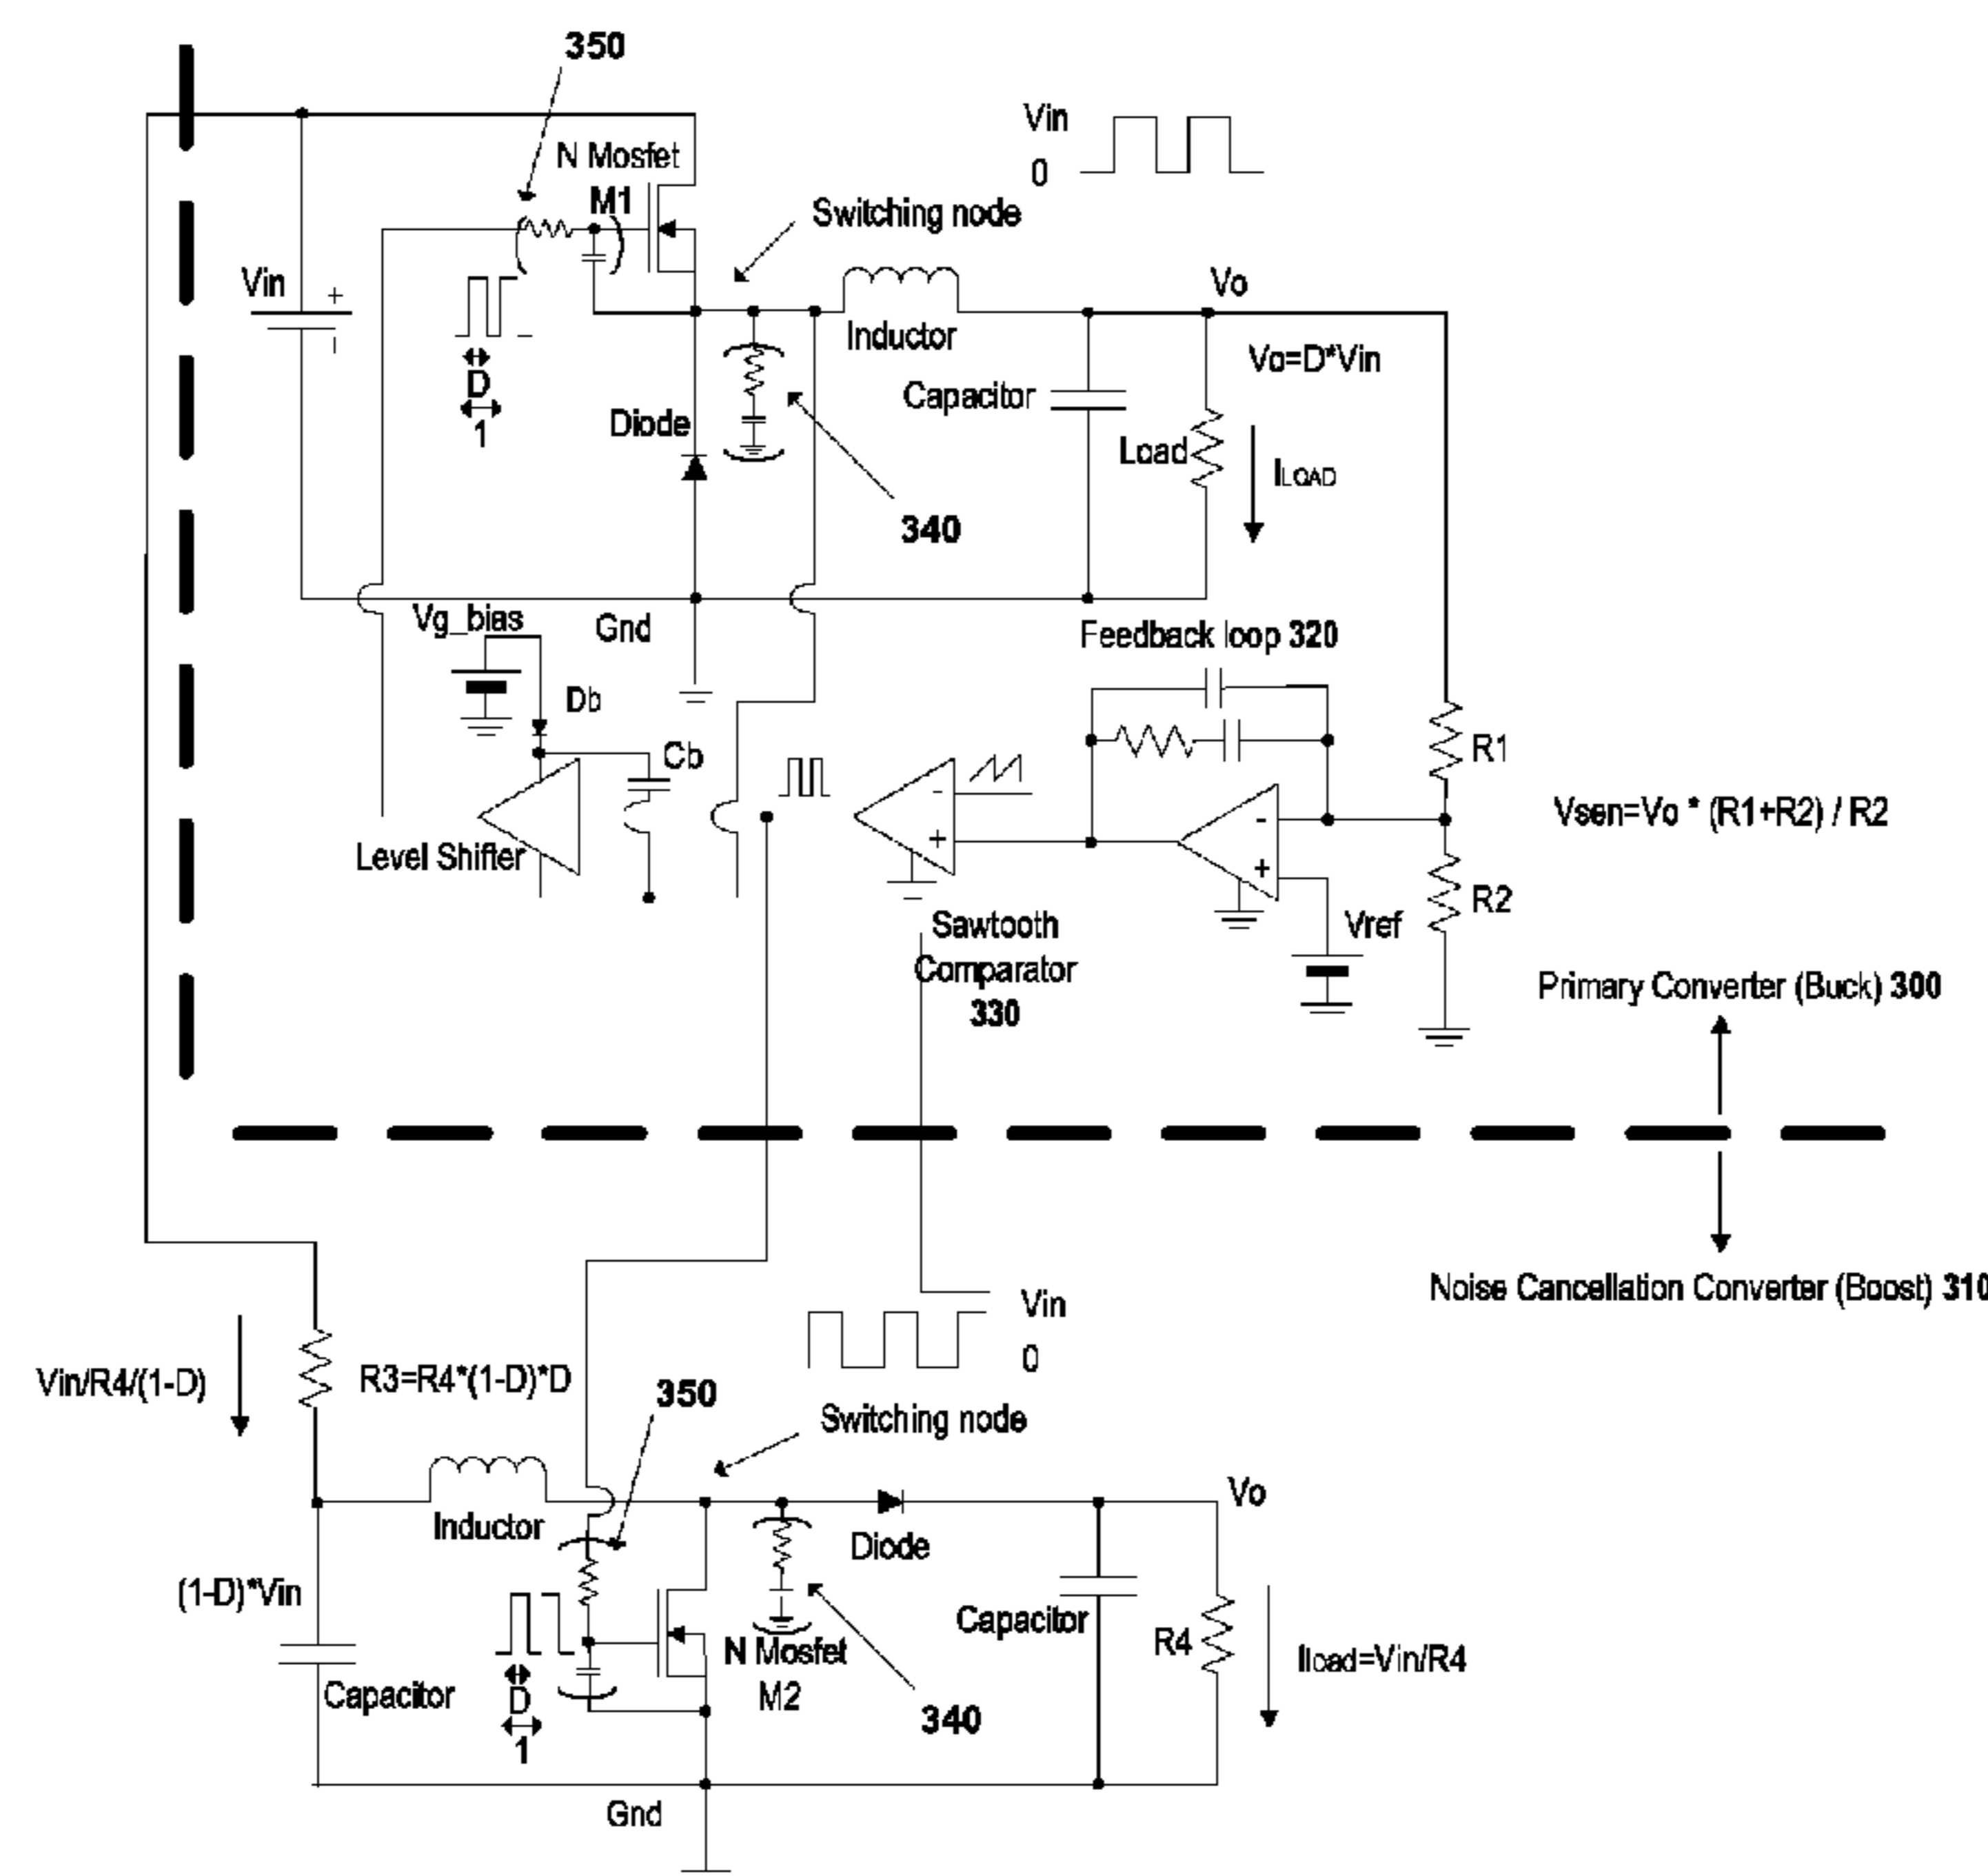 350
N Mosfet
M1
Vin
0
Switching node
Vin
+
-
D
1
Inductor
Vo
Vo=D*Vin
Capacitor
Diode
Load
ILOAD
340
Vg_bias
Gnd
Feedback loop 320
Db
Cb
R1
Level Shifter
-
+
-
+
Vsen=Vo * (R1+R2) / R2
R2
Vref
Sawtooth
Comparator
330
Primary Converter (Buck) 300
Noise Cancellation Converter (Boost) 310
Vin
0
Vin/R4/(1-D)
R3=R4*(1-D)*D
350
Switching node
Inductor
Vo
Diode
(1-D)*Vin
Capacitor
Capacitor
D
1
N Mosfet
M2
340
R4
Iload=Vin/R4
Gnd